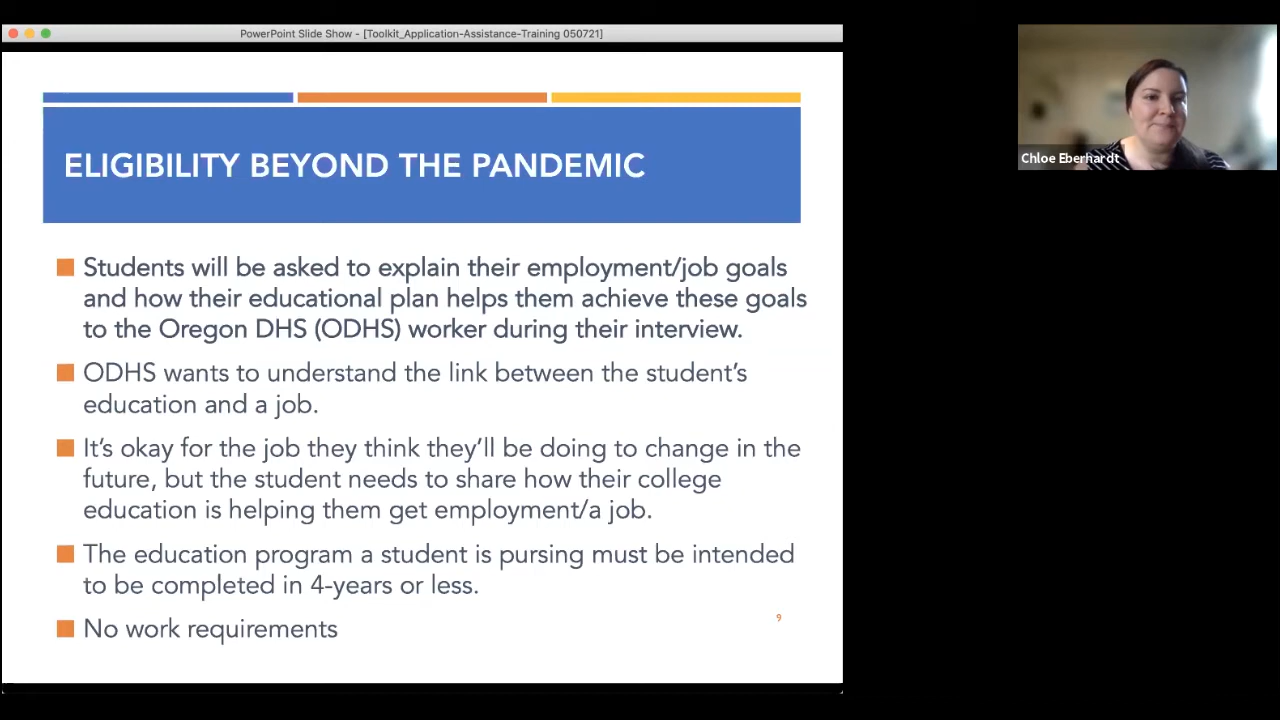 PowerPoint Slide Show - [Toolkit_Application-Assistance-Training 050721]
Chloe Eberhardt
ELIGIBILITY BEYOND THE PANDEMIC
Students will be asked to explain their employment/job goals
and how their educational plan helps them achieve these goals
to the Oregon DHS (ODHS) worker during their interview.
ODHS wants to understand the link between the student’s
education and a job.
It’s okay for the job they think they’ll be doing to change in the
future, but the student needs to share how their college
education is helping them get employment/a job.
The education program a student is pursing must be intended
to be completed in 4-years or less.
No work requirements
9